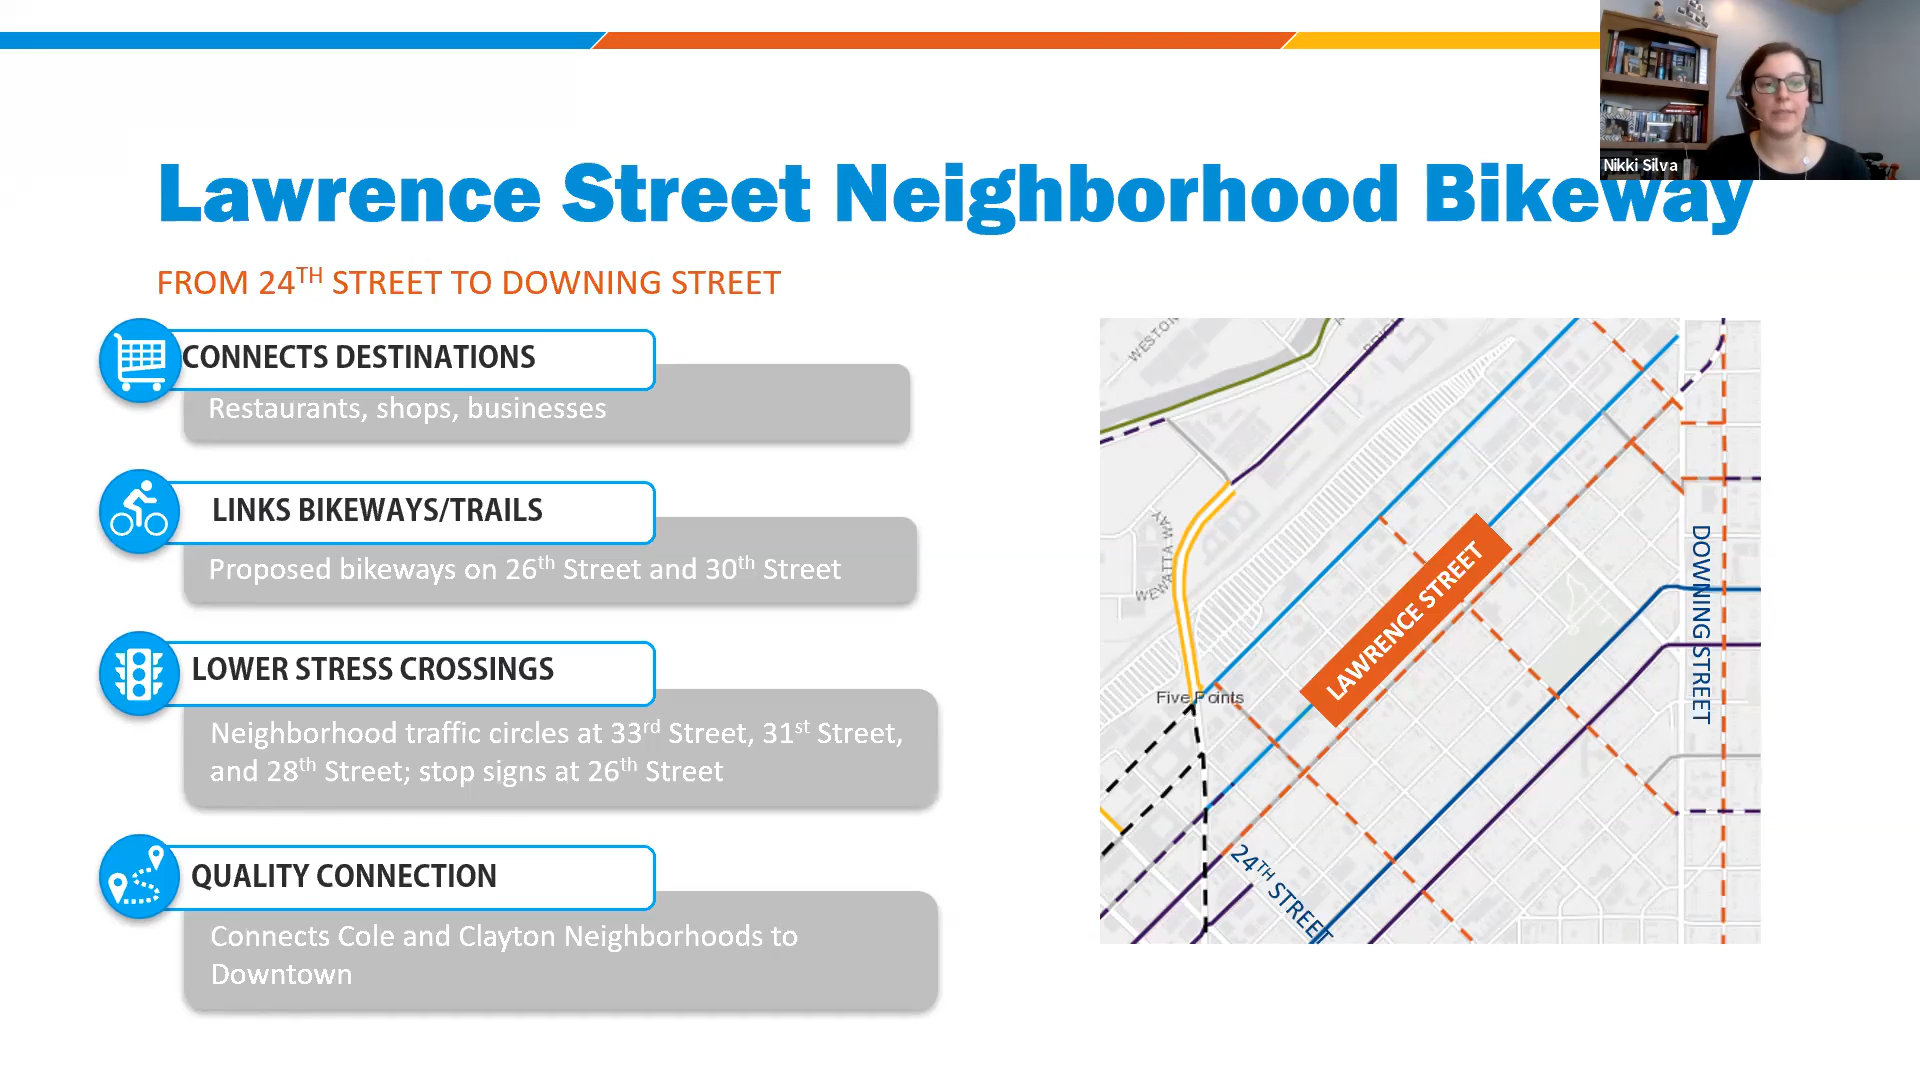 Nikki Silva
Lawrence Street Neighborhood Bikeway
FROM 24TH STREET TO DOWNING STREET
CONNECTS DESTINATIONS
Restaurants, shops, businesses
LINKS BIKEWAYS/TRAILS
Proposed bikeways on 26th Street and 30th Street
LOWER STRESS CROSSINGS
Neighborhood traffic circles at 33rd Street, 31st Street,
and 28th Street; stop signs at 26th Street
QUALITY CONNECTION
Connects Cole and Clayton Neighborhoods to
Downtown
WESTON
WEWATTA WAY
Five Points
LAWRENCE STREET
DOWNING STREET
24TH STREET